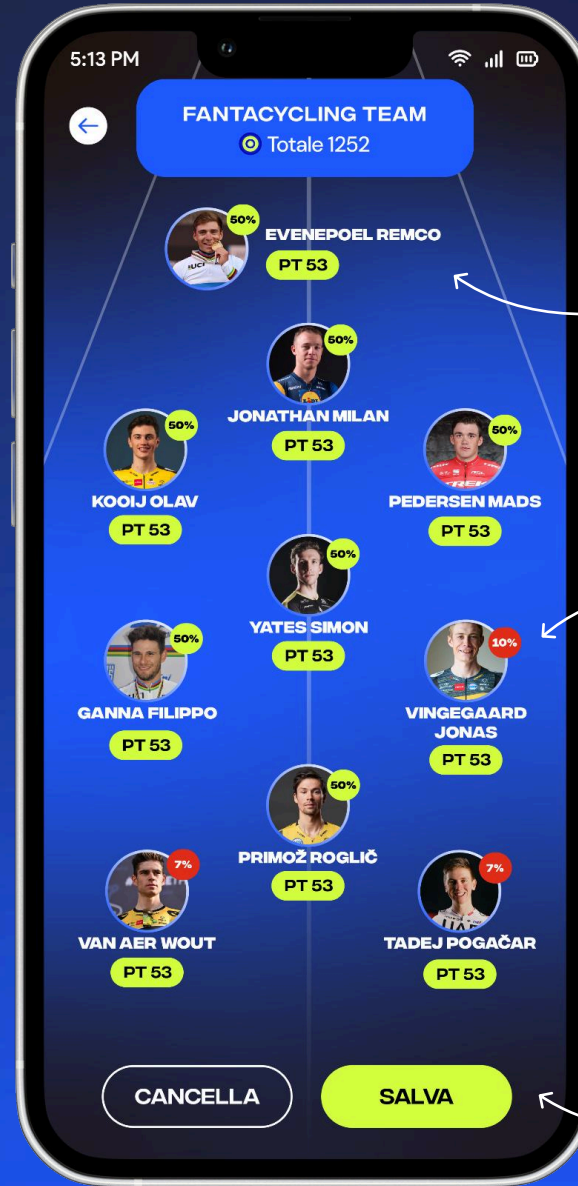 5:13 PM
FANTACYCLING TEAM
Totale 1252
50%
EVENEPOEL REMCO
PT 53
50%
JONATHAN MILAN
PT 53
50%
KOOIJ OLAV
PT 53
50%
PEDERSEN MADS
PT 53
50%
YATES SIMON
PT 53
50%
GANNA FILIPPO
PT 53
10%
VINGEGAARD
JONAS
PT 53
50%
PRIMOŽ ROGLIČ
PT 53
7%
VAN AER WOUT
PT 53
7%
TADEJ POGAČAR
PT 53
CANCELLA
SALVA